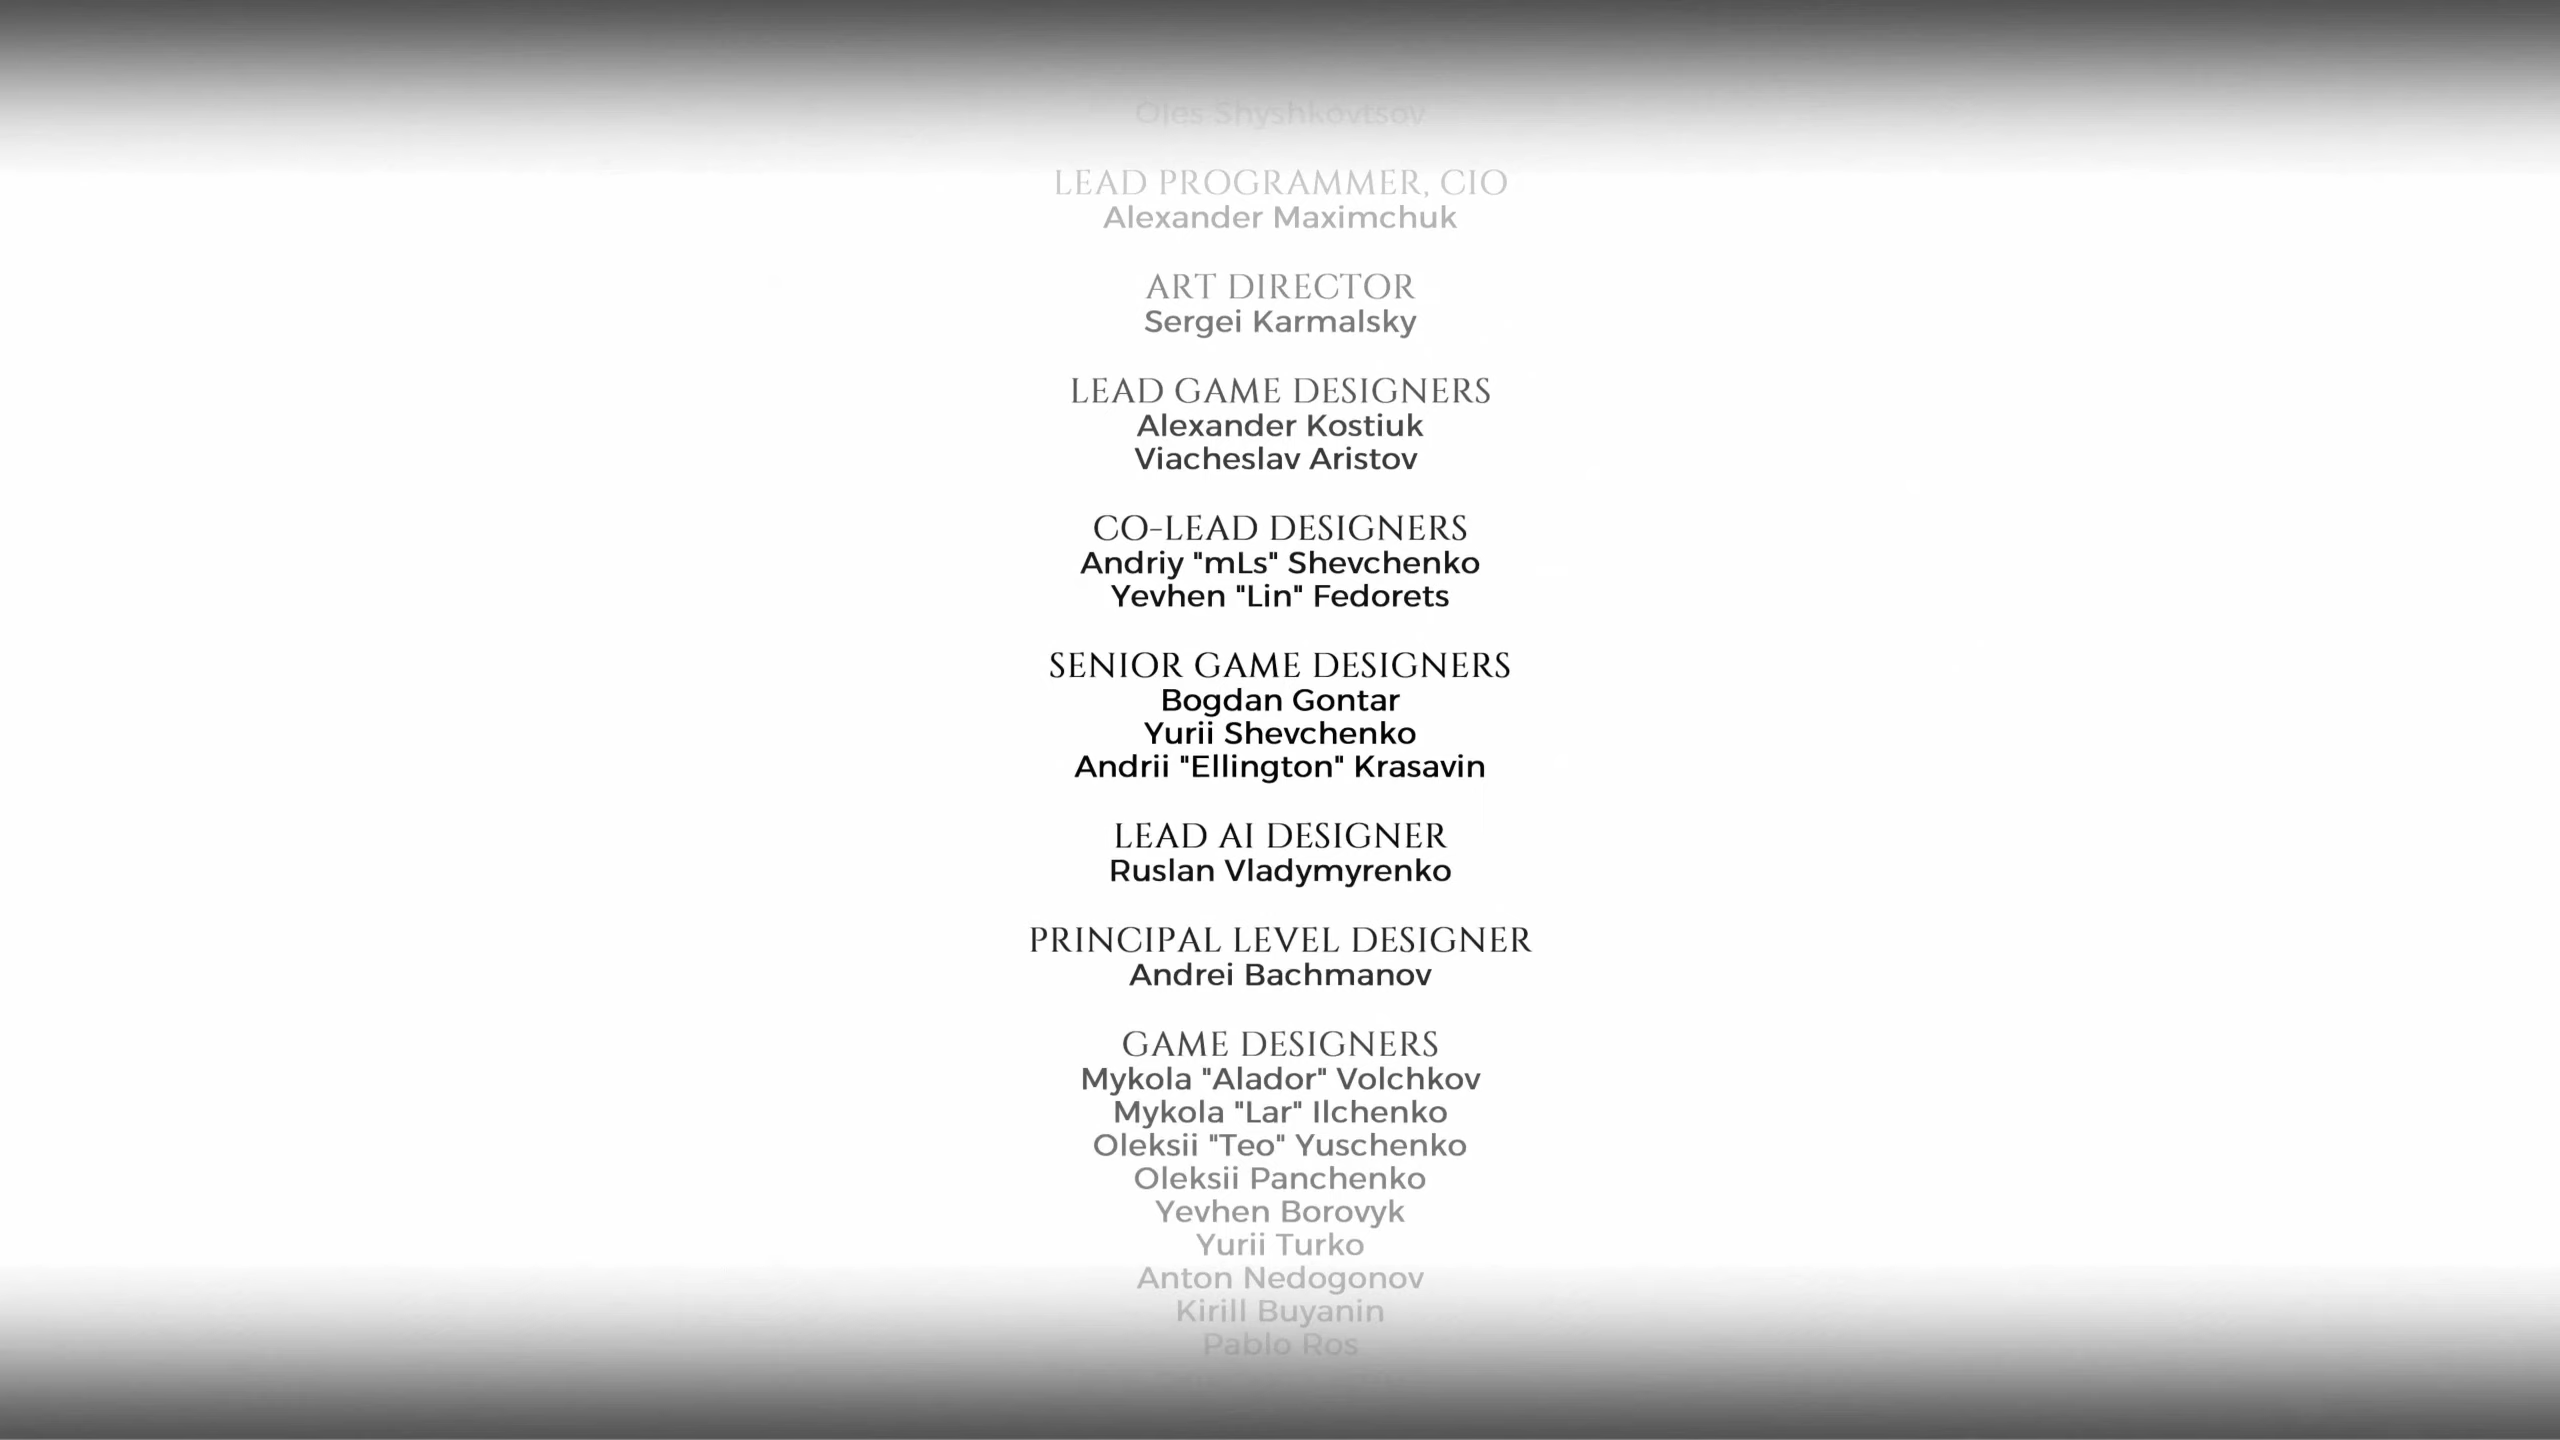 Oles Shyshkovtsov
LEAD PROGRAMMER, CIO
Alexander Maximchuk
ART DIRECTOR
Sergei Karmalsky
LEAD GAME DESIGNERS
Alexander Kostiuk
Viacheslav Aristov
CO-LEAD DESIGNERS
Andriy "mLs" Shevchenko
Yevhen "Lin" Fedorets
SENIOR GAME DESIGNERS
Bogdan Gontar
Yurii Shevchenko
Andrii "Ellington" Krasavin
LEAD AI DESIGNER
Ruslan Vladymyrenko
PRINCIPAL LEVEL DESIGNER
Andrei Bachmanov
GAME DESIGNERS
Mykola "Alador" Volchkov
Mykola "Lar" Ilchenko
Oleksii "Teo" Yuschenko
Oleksii Panchenko
Yevhen Borovyk
Yurii Turko
Anton Nedogonov
Kirill Buyanin
Pablo Ros